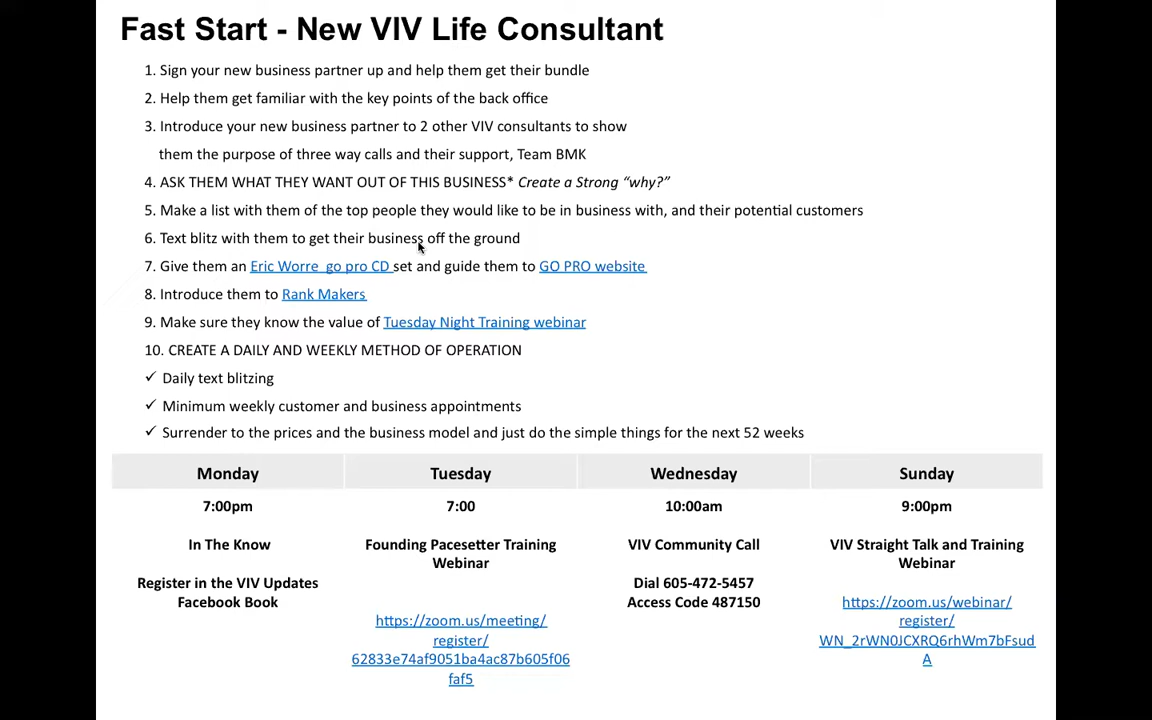 Fast Start - New VIV Life Consultant
1. Sign your new business partner up and help them get their bundle
2. Help them get familiar with the key points of the back office
3. Introduce your new business partner to 2 other VIV consultants to show
them the purpose of three way calls and their support, Team BMK
4. ASK THEM WHAT THEY WANT OUT OF THIS BUSINESS* Create a Strong “why?”
5. Make a list with them of the top people they would like to be in business with, and their potential customers
6. Text blitz with them to get their business off the ground
7. Give them an Eric Worre go pro CD set and guide them to GO PRO website
8. Introduce them to Rank Makers
9. Make sure they know the value of Tuesday Night Training webinar
10. CREATE A DAILY AND WEEKLY METHOD OF OPERATION
✓ Daily text blitzing
✓ Minimum weekly customer and business appointments
✓ Surrender to the prices and the business model and just do the simple things for the next 52 weeks
Monday
7:00pm
In The Know
Register in the VIV Updates
Facebook Book
Tuesday
7:00
Founding Pacesetter Training
Webinar
https://zoom.us/meeting/
register/
62833e74af9051ba4ac87b605f06
faf5
Wednesday
10:00am
VIV Community Call
Dial 605-472-5457
Access Code 487150
Sunday
9:00pm
VIV Straight Talk and Training
Webinar
https://zoom.us/webinar/
register/
WN_2rWN0JCXRQ6rhWm7bFsud
A